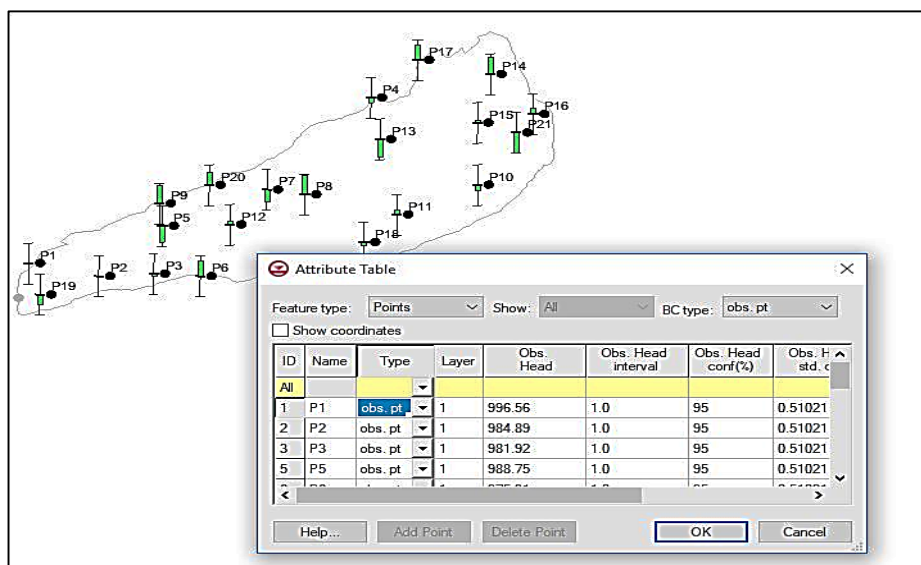 P17
P14
P4
P16
P15
P21
P13
P20
P7
P8
P10
P9
P11
P5
P12
P18
P1
P2
P3
P6
P19
Attribute Table
Feature type: Points Show: All BC type: obs. pt
Show coordinates
ID Name Type Layer Obs. Head Obs. Head interval Obs. Head conf(%) Obs. H std.
All
1 P1 obs. pt 1 996.56 1.0 95 0.51021
2 P2 obs. pt 1 984.89 1.0 95 0.51021
3 P3 obs. pt 1 981.92 1.0 95 0.51021
5 P5 obs. pt 1 988.75 1.0 95 0.51021
Help... Add Point Delete Point OK Cancel